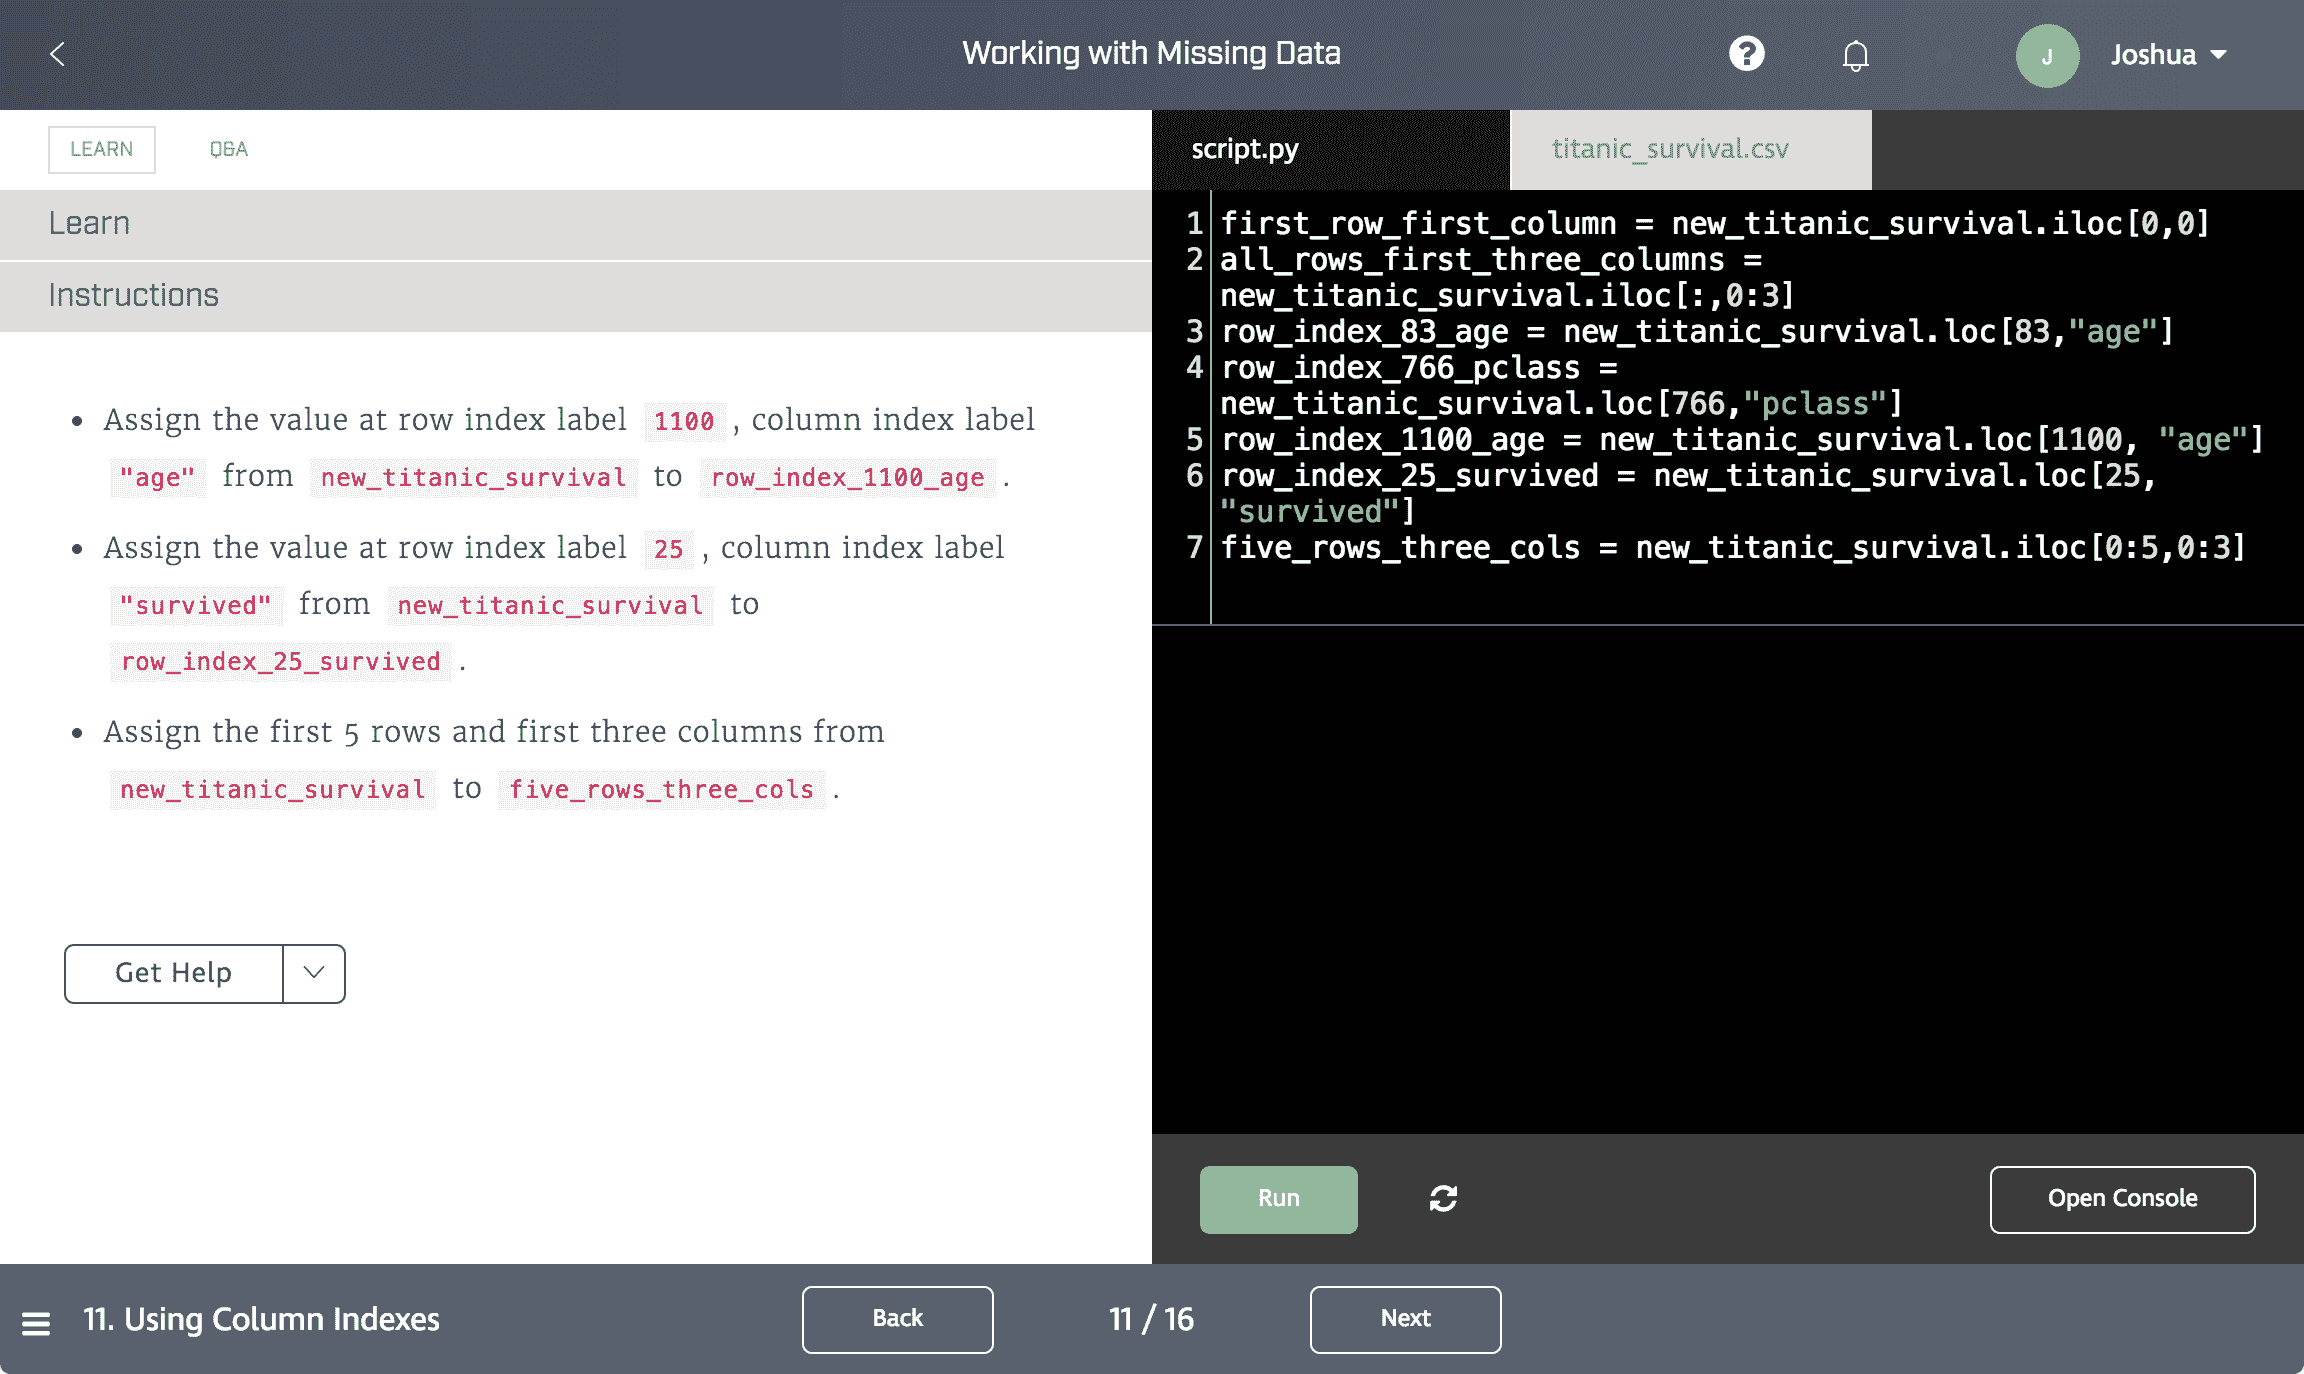 Working with Missing Data
? J Joshua
LEARN Q&A
Learn
Instructions
• Assign the value at row index label 1100 , column index label
"age" from new_titanic_survival to row_index_1100_age .
• Assign the value at row index label 25 , column index label
"survived" from new_titanic_survival to
row_index_25_survived .
• Assign the first 5 rows and first three columns from
new_titanic_survival to five_rows_three_cols .
Get Help
script.py titanic_survival.csv
1 first_row_first_column = new_titanic_survival.iloc[0,0]
2 all_rows_first_three_columns =
new_titanic_survival.iloc[:,0:3]
3 row_index_83_age = new_titanic_survival.loc[83,"age"]
4 row_index_766_pclass =
new_titanic_survival.loc[766,"pclass"]
5 row_index_1100_age = new_titanic_survival.loc[1100, "age"]
6 row_index_25_survived = new_titanic_survival.loc[25,
"survived"]
7 five_rows_three_cols = new_titanic_survival.iloc[0:5,0:3]
Run Open Console
11. Using Column Indexes Back 11 / 16 Next